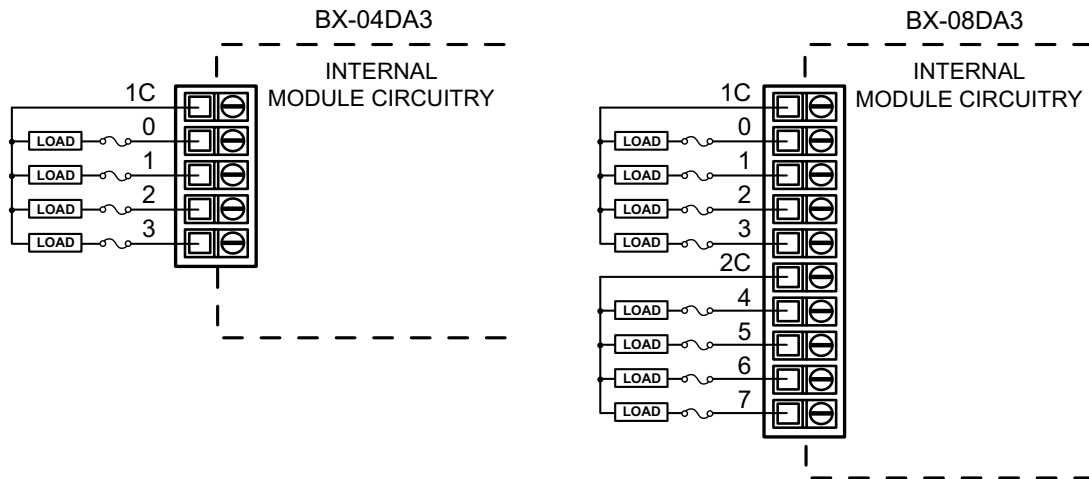 BX-04DA3
INTERNAL
MODULE CIRCUITRY
1C
LOAD 0
LOAD 1
LOAD 2
LOAD 3
BX-08DA3
INTERNAL
MODULE CIRCUITRY
1C
LOAD 0
LOAD 1
LOAD 2
LOAD 3
2C
LOAD 4
LOAD 5
LOAD 6
LOAD 7